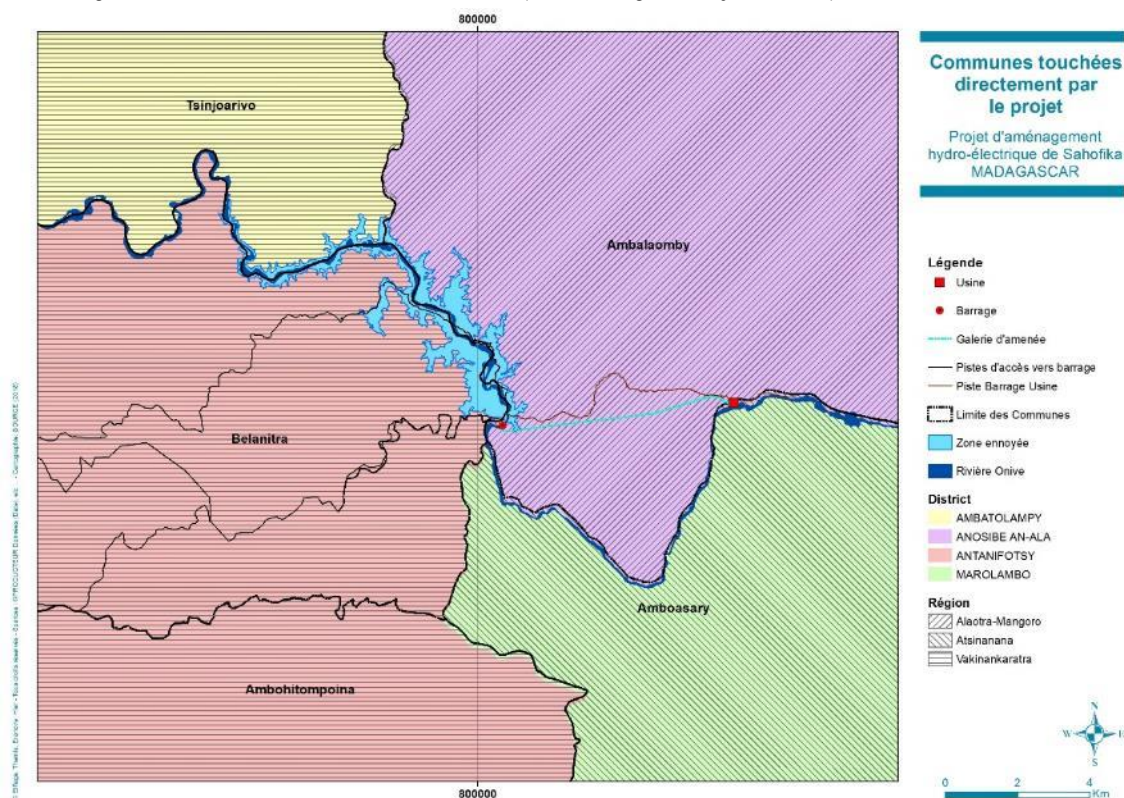 800000
Tsinjoarivo
Ambalaomby
Belanitra
Ambossary
Ambohitompoina
800000
Communes touchées
directement par
le projet
Projet d'aménagement
hydro-électrique de Sahofika
MADAGASCAR
Légende
Usine
Barrage
Galerie d'amenée
Pistes d'accès vers barrage
Piste Barrage Usine
Limite des Communes
Zone ennoyée
Rivière Onive
District
AMBATOLAMPY
ANOSIBE AN-ALA
ANTANIFOTSY
MAROLAMBO
Région
Alaotra-Mangoro
Atsinanana
Vakinankaratra
N
W
E
S
0 2 4
Km